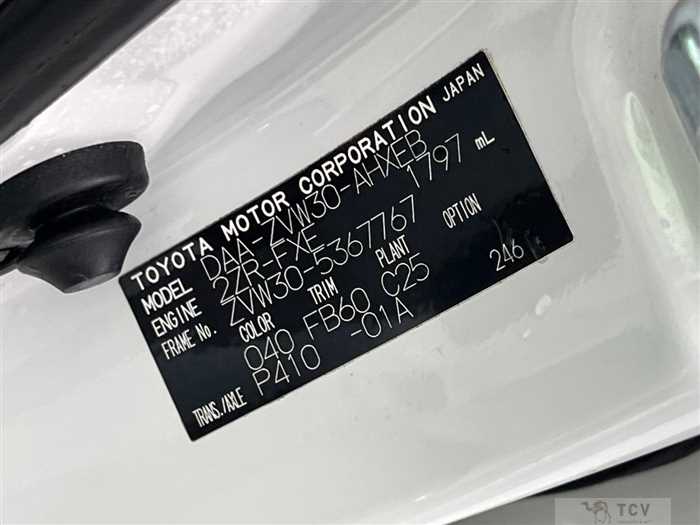 TOYOTA MOTOR CORPORATION JAPAN
MODEL DAA-ZVW30-AHXEB
ENGINE 2ZR-FXE 1797 mL
FRAME No. ZVW30-5367767
COLOR TRIM PLANT OPTION
040 FB60 C25 246
TRANS./AXLE P410 -01A
TCV